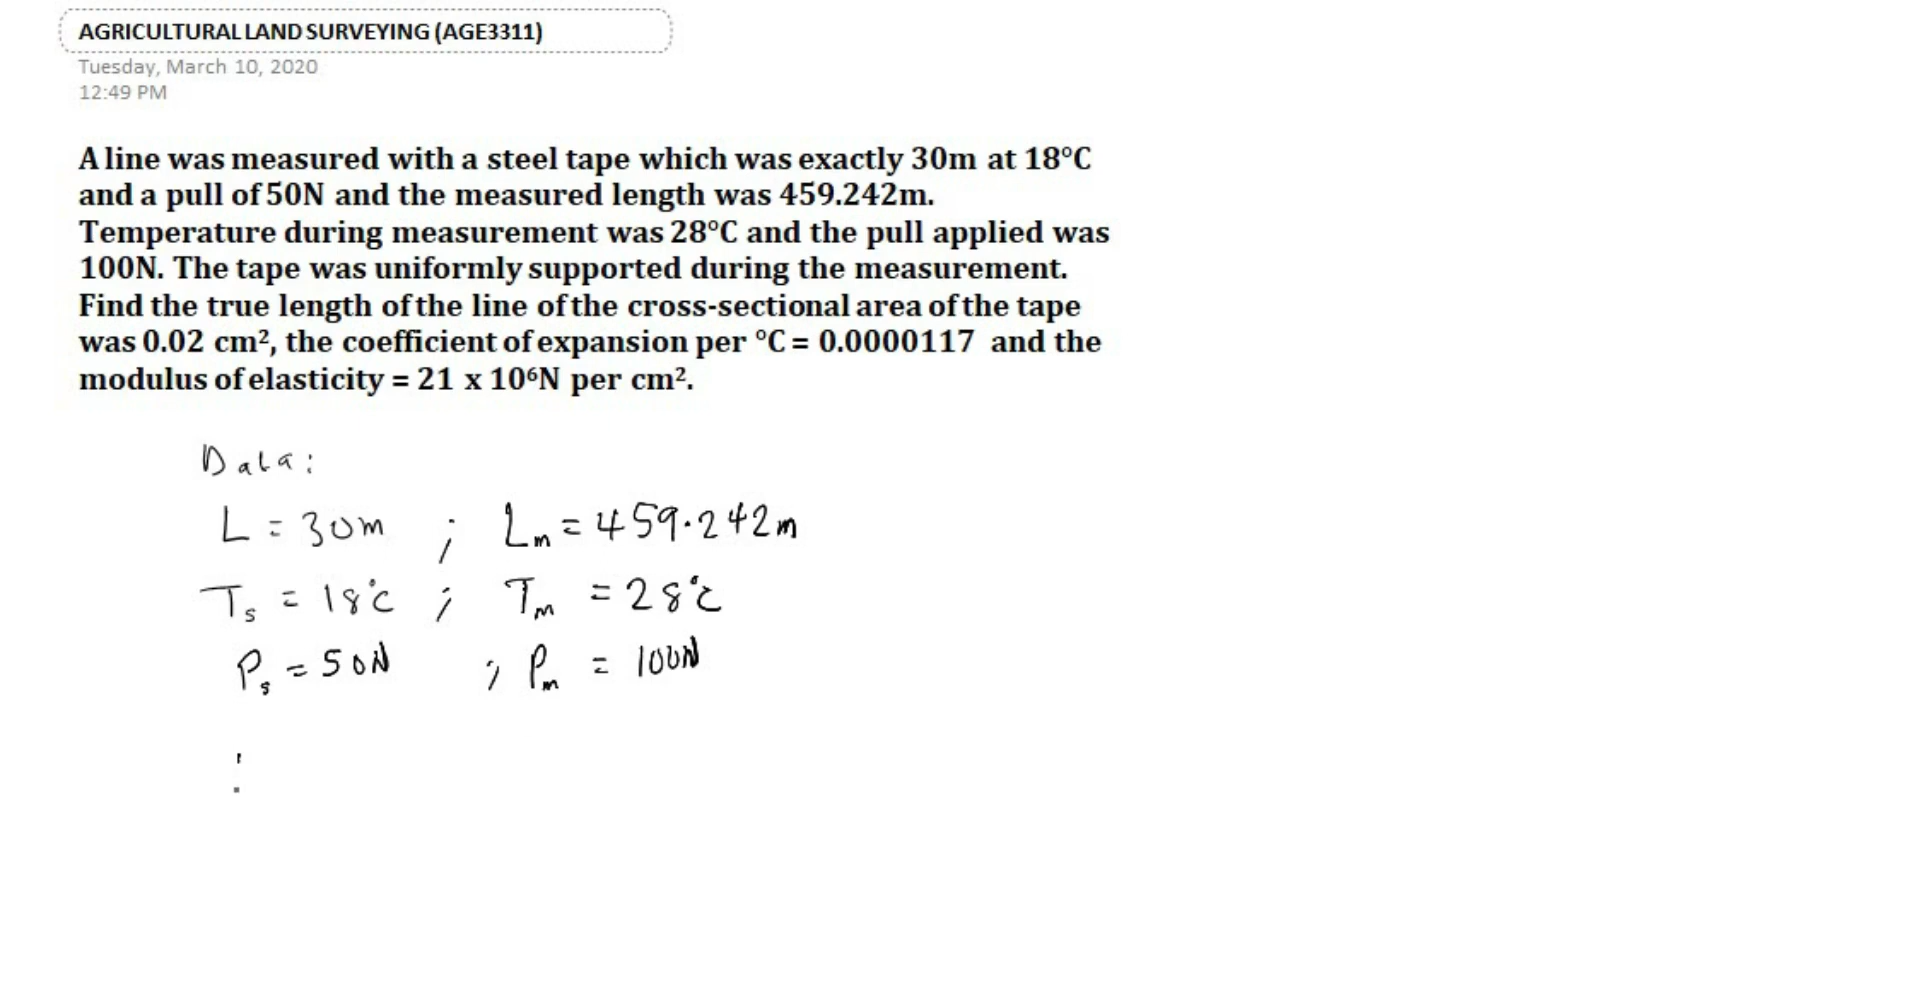 AGRICULTURAL LAND SURVEYING (AGE3311)
Tuesday, March 10, 2020
12:49 PM
A line was measured with a steel tape which was exactly 30m at 18°C
and a pull of 50N and the measured length was 459.242m.
Temperature during measurement was 28°C and the pull applied was
100N. The tape was uniformly supported during the measurement.
Find the true length of the line of the cross-sectional area of the tape
was 0.02 cm², the coefficient of expansion per °C = 0.0000117 and the
modulus of elasticity = 21 x 10⁶N per cm².
Data:
L = 30m ; Lₘ = 459.242m
Tₛ = 18°C ; Tₘ = 28°C
Pₛ = 50N ; Pₘ = 100N